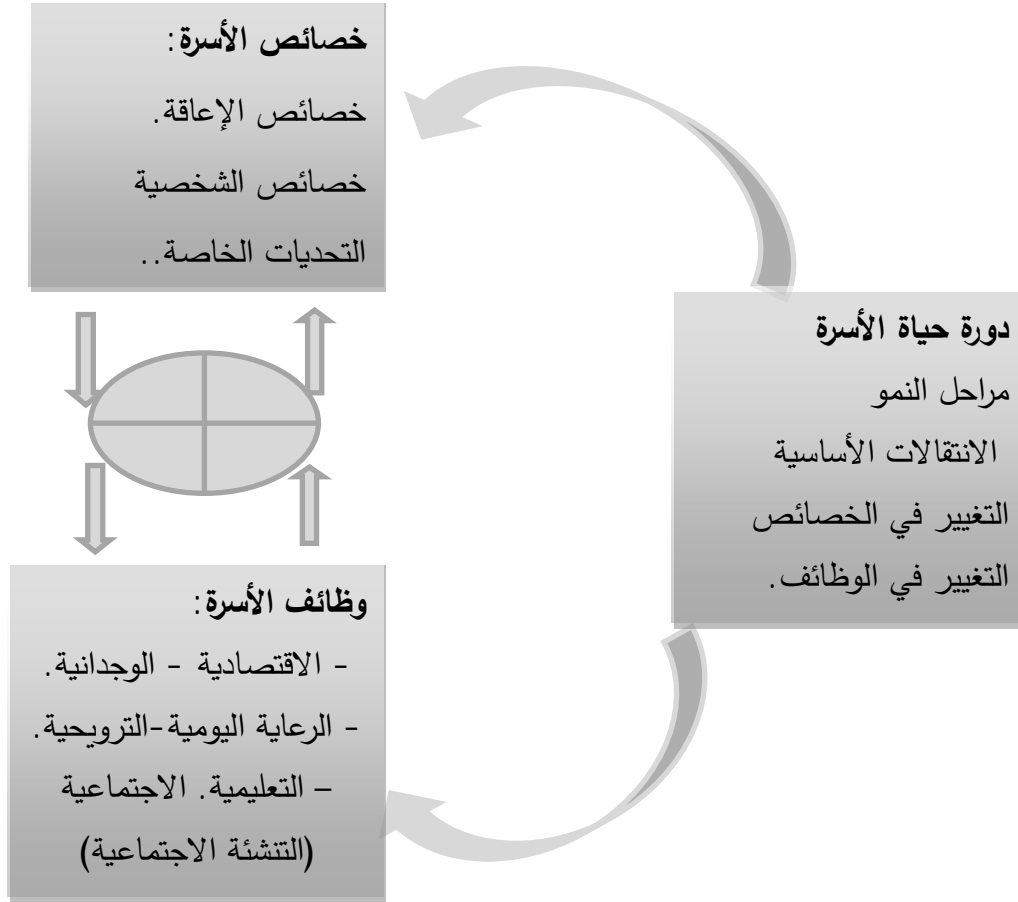 خصائص الأسرة:
خصائص الإعاقة.
خصائص الشخصية
التحديات الخاصة..
دورة حياة الأسرة
مراحل النمو
الانتقالات الأساسية
التغيير في الخصائص
التغيير في الوظائف.
وظائف الأسرة:
- الاقتصادية - الوجدانية.
- الرعاية اليومية-الترويحية.
– التعليمية. الاجتماعية
(التنشئة الاجتماعية)